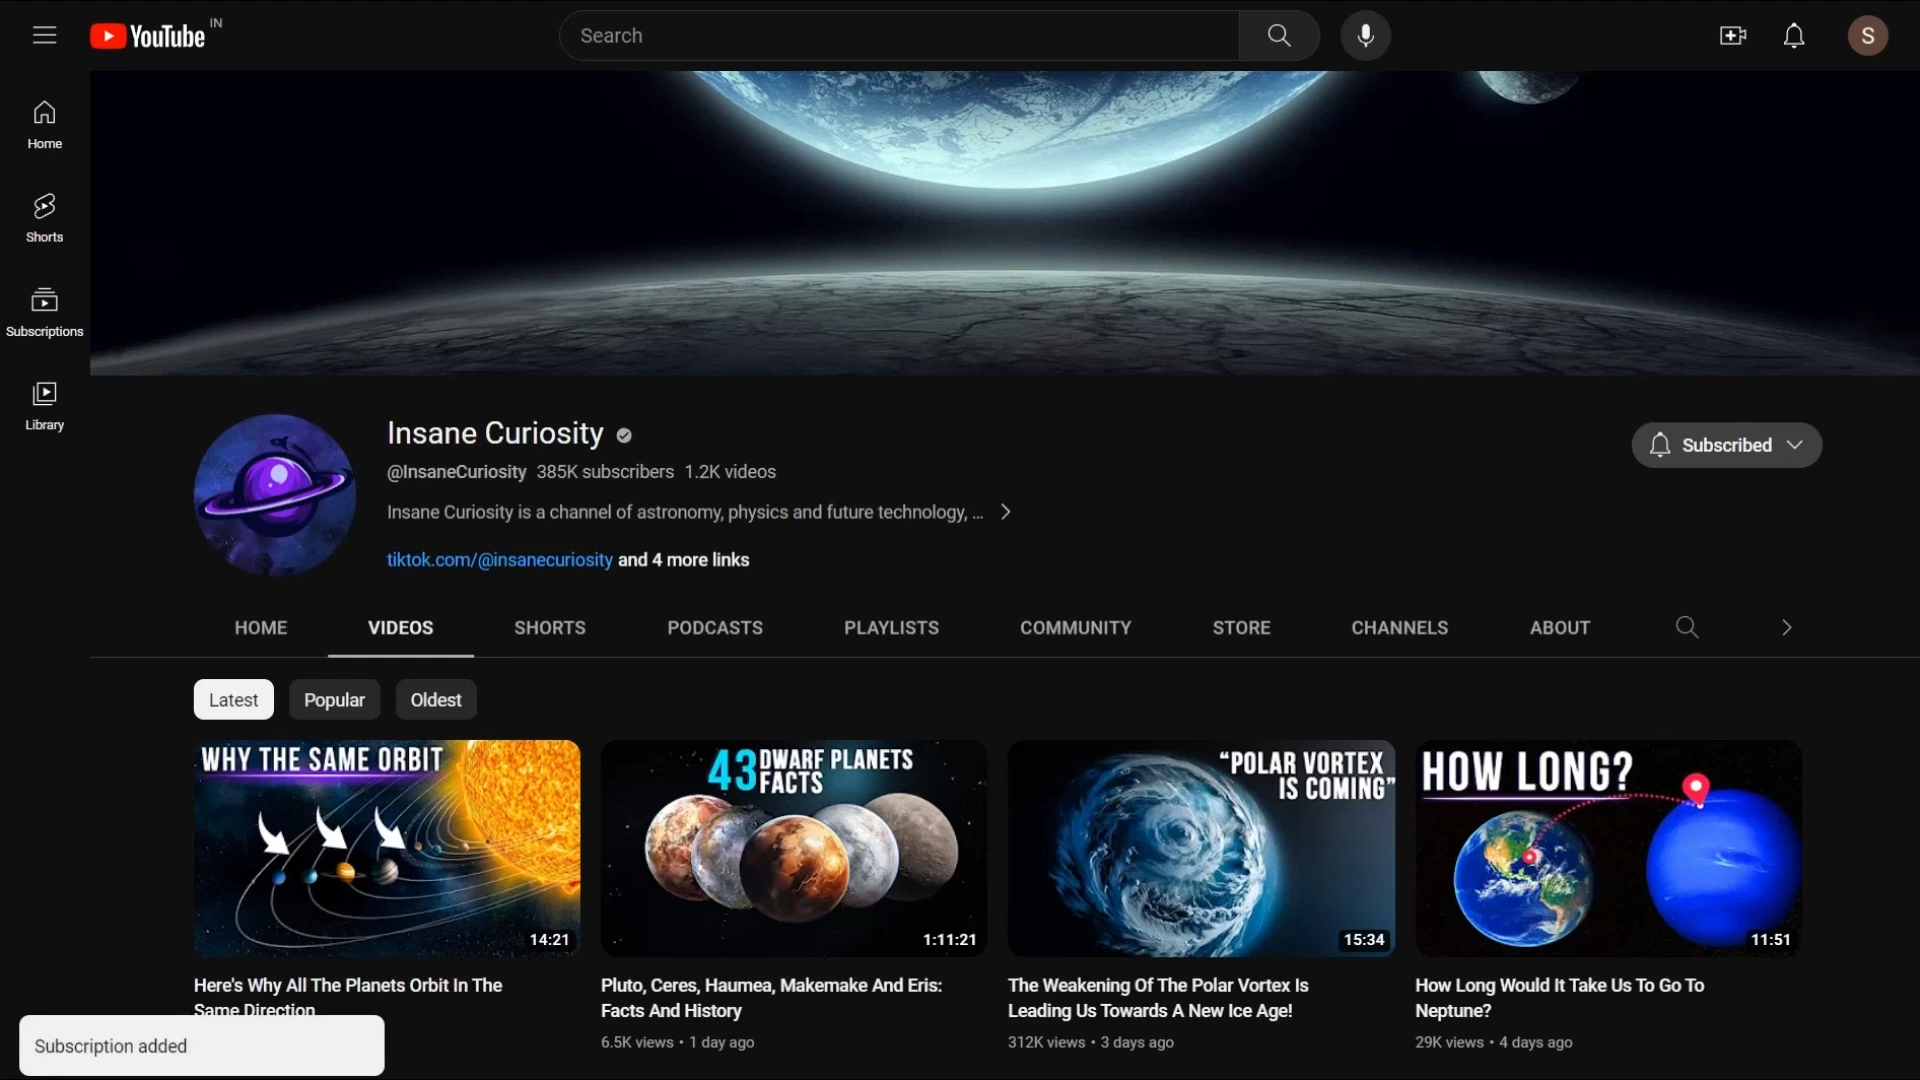 YouTube IN
Search
S
Home
Shorts
Subscriptions
Library
Insane Curiosity
@InsaneCuriosity 385K subscribers 1.2K videos
Insane Curiosity is a channel of astronomy, physics and future technology, ...
tiktok.com/@insanecuriosity and 4 more links
Subscribed
HOME VIDEOS SHORTS PODCASTS PLAYLISTS COMMUNITY STORE CHANNELS ABOUT
Latest Popular Oldest
WHY THE SAME ORBIT
14:21
Here's Why All The Planets Orbit In The
Same Direction
43 DWARF PLANETS
FACTS
1:11:21
Pluto, Ceres, Haumea, Makemake And Eris:
Facts And History
6.5K views • 1 day ago
“POLAR VORTEX
IS COMING”
15:34
The Weakening Of The Polar Vortex Is
Leading Us Towards A New Ice Age!
312K views • 3 days ago
HOW LONG?
11:51
How Long Would It Take Us To Go To
Neptune?
29K views • 4 days ago
Subscription added